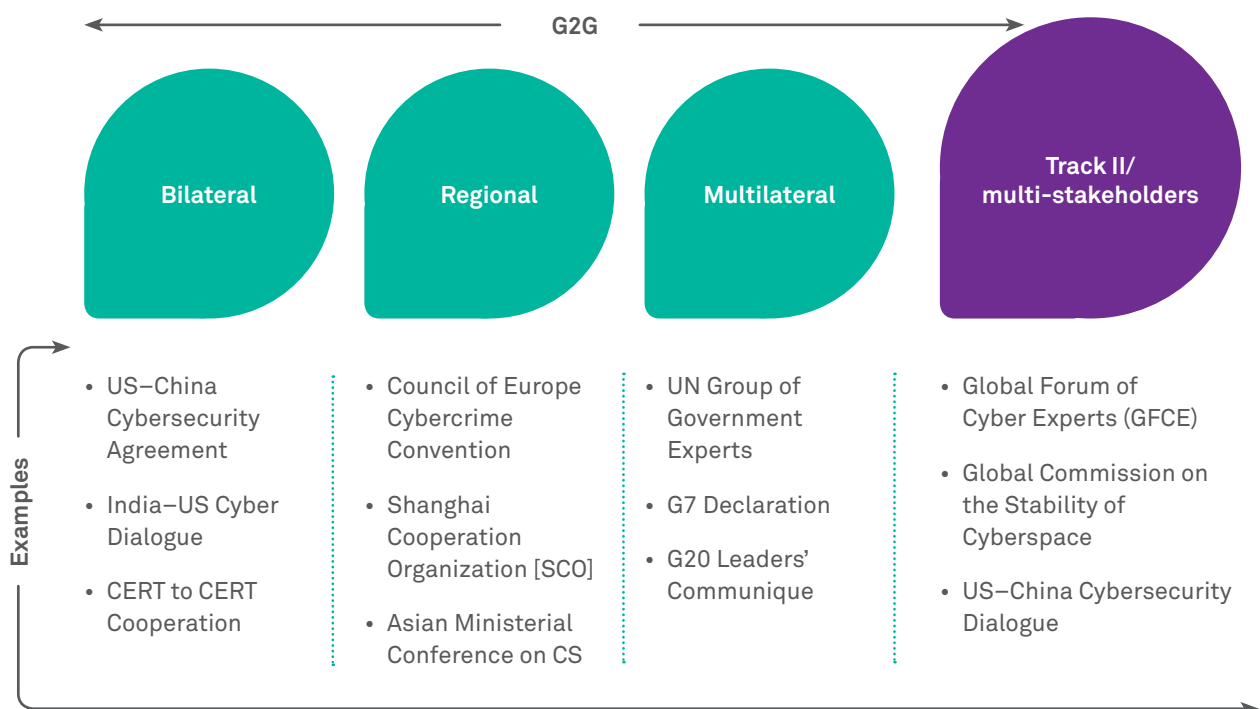 G2G
Bilateral
Regional
Multilateral
Track II/
multi-stakeholders
Examples
• US–China
Cybersecurity
Agreement
• India–US Cyber
Dialogue
• CERT to CERT
Cooperation
• Council of Europe
Cybercrime
Convention
• Shanghai
Cooperation
Organization [SCO]
• Asian Ministerial
Conference on CS
• UN Group of
Government
Experts
• G7 Declaration
• G20 Leaders’
Communique
• Global Forum of
Cyber Experts (GFCE)
• Global Commission on
the Stability of
Cyberspace
• US–China Cybersecurity
Dialogue